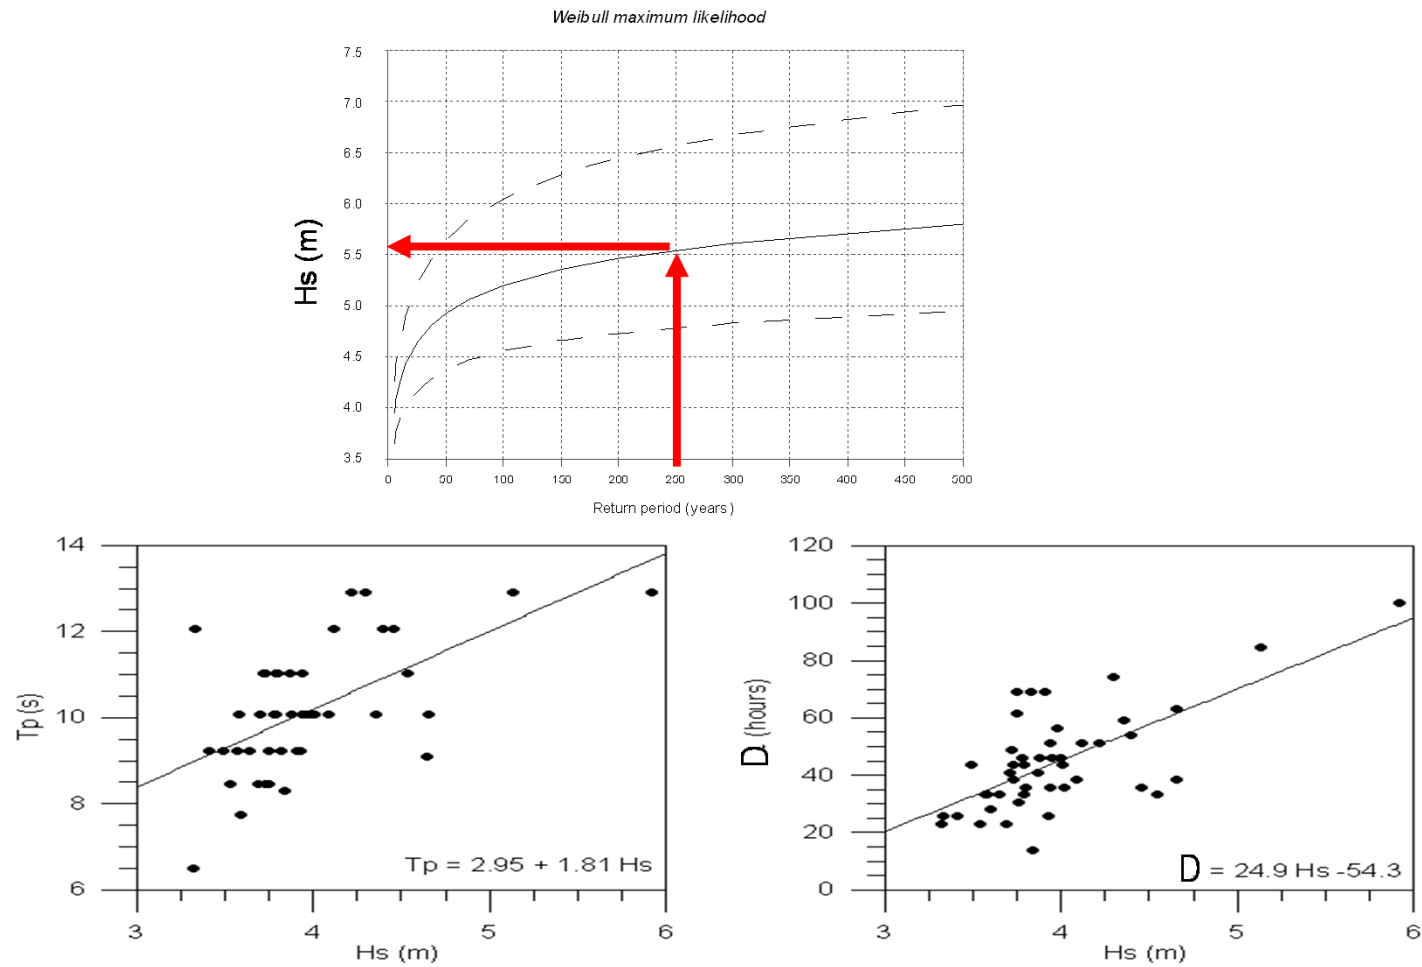 Weibull maximum likelihood
7.5
7.0
6.5
6.0
5.5
5.0
4.5
4.0
3.5
Hs (m)
0 50 100 150 200 250 300 350 400 450 500
Return period (years)
14
12
10
8
6
Tp (s)
Tp = 2.95 + 1.81 Hs
3 4 5 6
Hs (m)
120
100
80
60
40
20
0
D (hours)
D = 24.9 Hs -54.3
3 4 5 6
Hs (m)